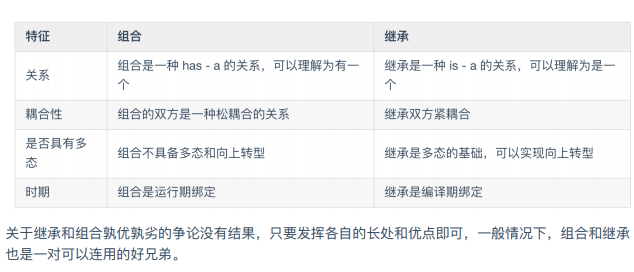 特征 组合 继承
关系 组合是一种 has - a 的关系，可以理解为有一个 继承是一种 is - a 的关系，可以理解为是一个
耦合性 组合的双方是一种松耦合的关系 继承双方紧耦合
是否具有多态 组合不具备多态和向上转型 继承是多态的基础，可以实现向上转型
时期 组合是运行期绑定 继承是编译期绑定
关于继承和组合孰优孰劣的争论没有结果，只要发挥各自的长处和优点即可，一般情况下，组合和继承
也是一对可以连用的好兄弟。